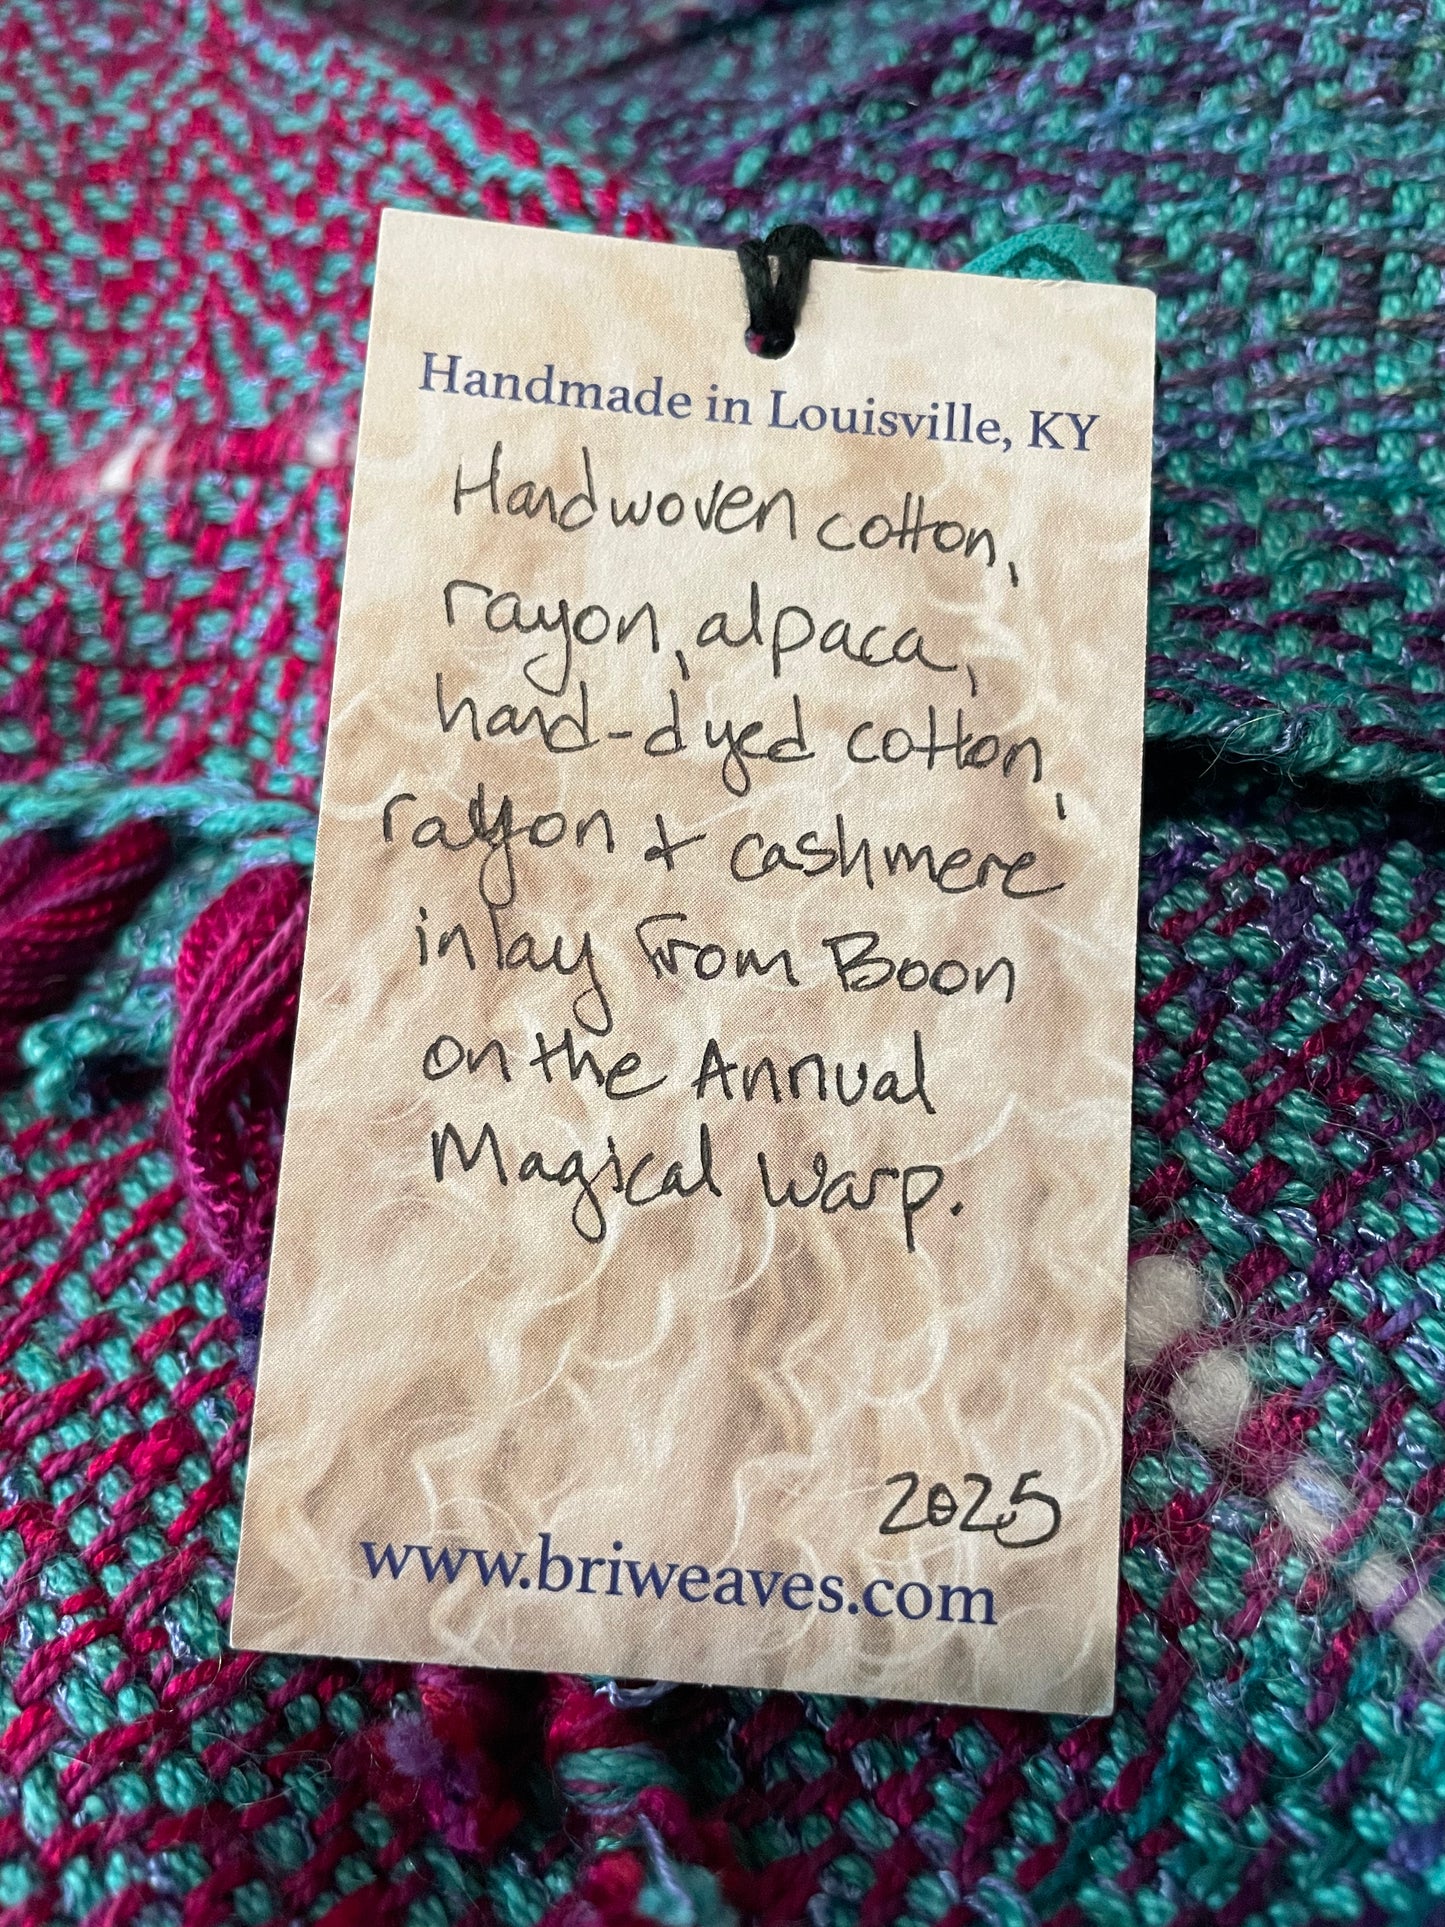 Handmade in Louisville, KY
Handwoven cotton,
rayon, alpaca,
hand-dyed cotton,
rayon + cashmere
inlay from Boon
on the Annual
Magical Warp.
2025
www.briweaves.com